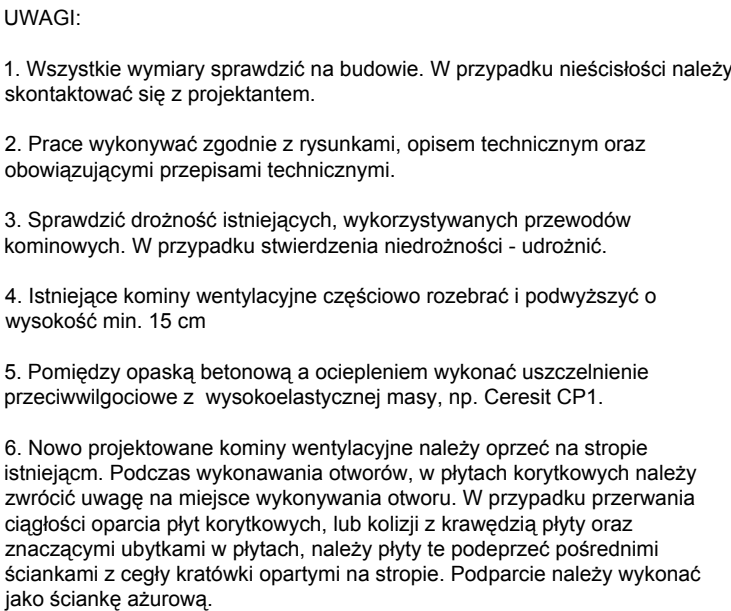 UWAGI:
1. Wszystkie wymiary sprawdzić na budowie. W przypadku nieścisłości należy
skontaktować się z projektantem.
2. Prace wykonywać zgodnie z rysunkami, opisem technicznym oraz
obowiązującymi przepisami technicznymi.
3. Sprawdzić drożność istniejących, wykorzystywanych przewodów
kominowych. W przypadku stwierdzenia niedrożności - udrożnić.
4. Istniejące kominy wentylacyjne częściowo rozebrać i podwyższyć o
wysokość min. 15 cm
5. Pomiędzy opaską betonową a ociepleniem wykonać uszczelnienie
przeciwwilgociowe z  wysokoelastycznej masy, np. Ceresit CP1.
6. Nowo projektowane kominy wentylacyjne należy oprzeć na stropie
istniejącm. Podczas wykonawania otworów, w płytach korytkowych należy
zwrócić uwagę na miejsce wykonywania otworu. W przypadku przerwania
ciągłości oparcia płyt korytkowych, lub kolizji z krawędzią płyty oraz
znaczącymi ubytkami w płytach, należy płyty te podeprzeć pośrednimi
ściankami z cegły kratówki opartymi na stropie. Podparcie należy wykonać
jako ściankę ażurową.